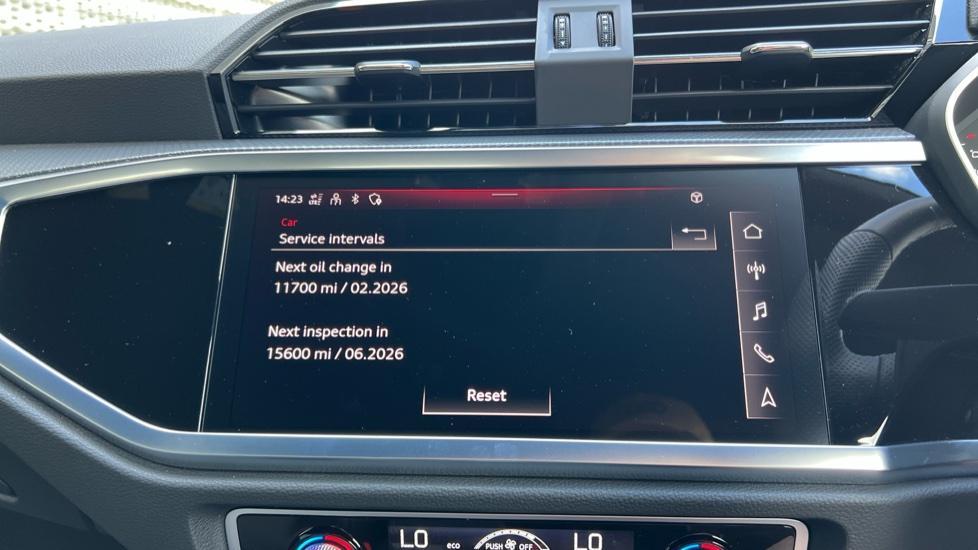 14:23 LTE
Car
Service intervals
Next oil change in
11700 mi / 02.2026
Next inspection in
15600 mi / 06.2026
Reset
LO eco PUSH OFF LO